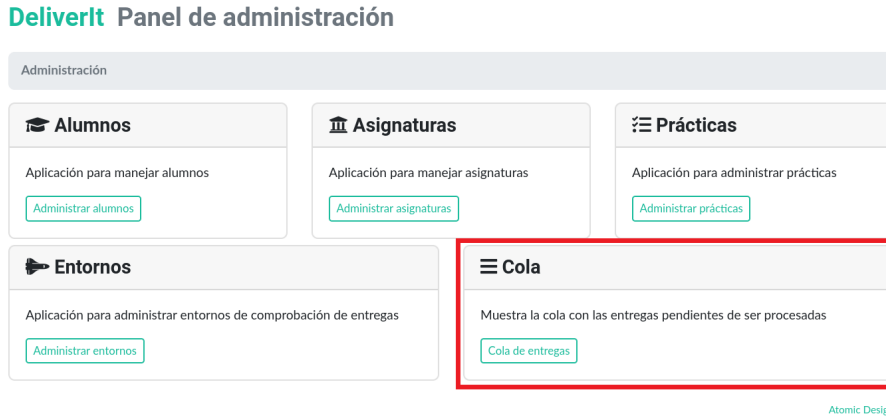 DeliverIt Panel de administración
Administración
Alumnos
Aplicación para manejar alumnos
Administrar alumnos
Asignaturas
Aplicación para manejar asignaturas
Administrar asignaturas
Prácticas
Aplicación para administrar prácticas
Administrar prácticas
Entornos
Aplicación para administrar entornos de comprobación de entregas
Administrar entornos
Cola
Muestra la cola con las entregas pendientes de ser procesadas
Cola de entregas
Atomic Desig